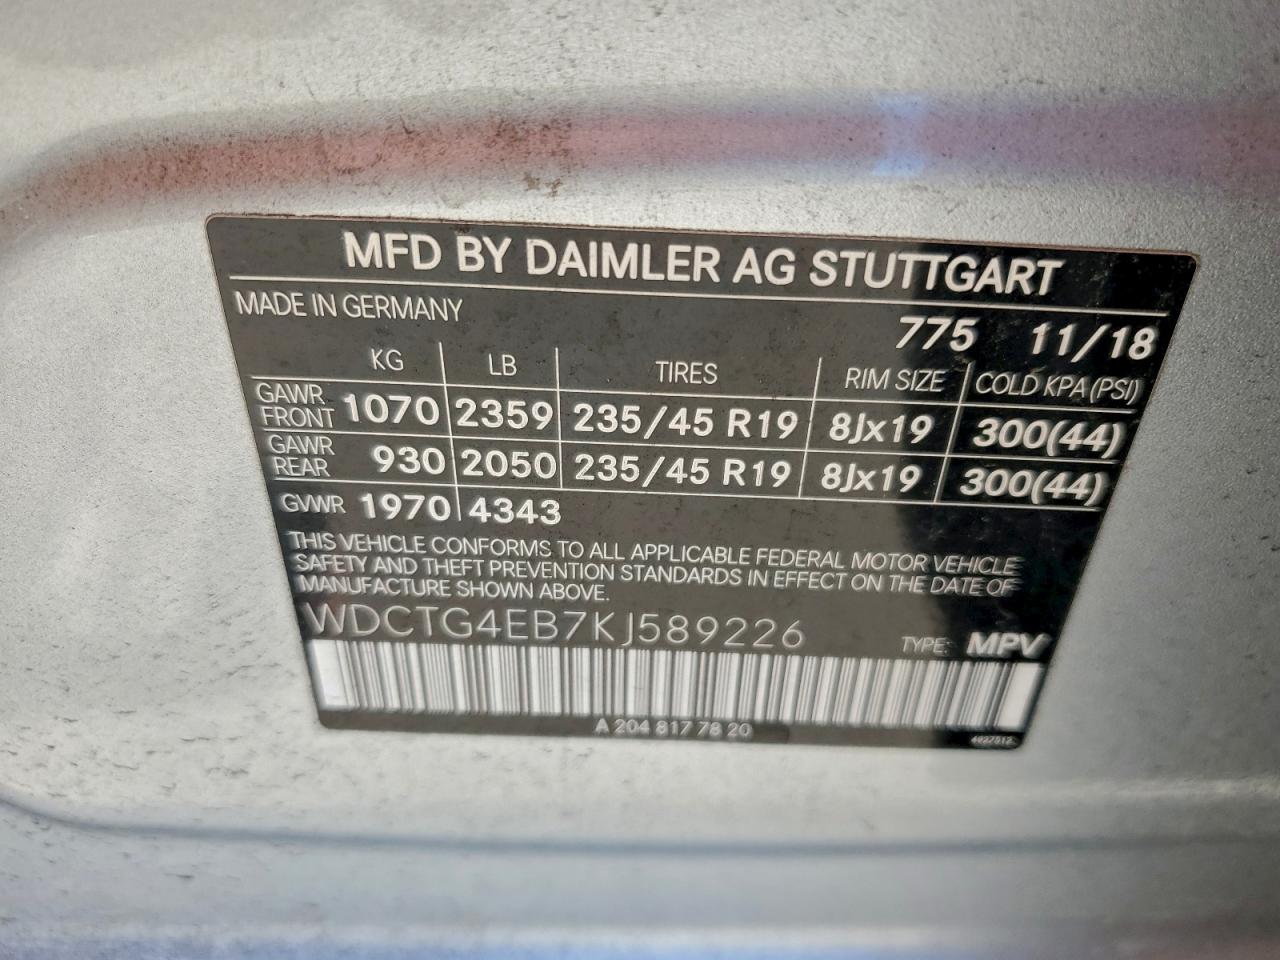 MFD BY DAIMLER AG STUTTGART
MADE IN GERMANY
775 11/18
KG LB TIRES RIM SIZE COLD KPA (PSI)
GAWR FRONT 1070 2359 235/45 R19 8Jx19 300(44)
GAWR REAR 930 2050 235/45 R19 8Jx19 300(44)
GVWR 1970 4343
THIS VEHICLE CONFORMS TO ALL APPLICABLE FEDERAL MOTOR VEHICLE
SAFETY AND THEFT PREVENTION STANDARDS IN EFFECT ON THE DATE OF
MANUFACTURE SHOWN ABOVE.
WDCTG4EB7KJ589226 TYPE: MPV
A 204 817 78 20
4927512